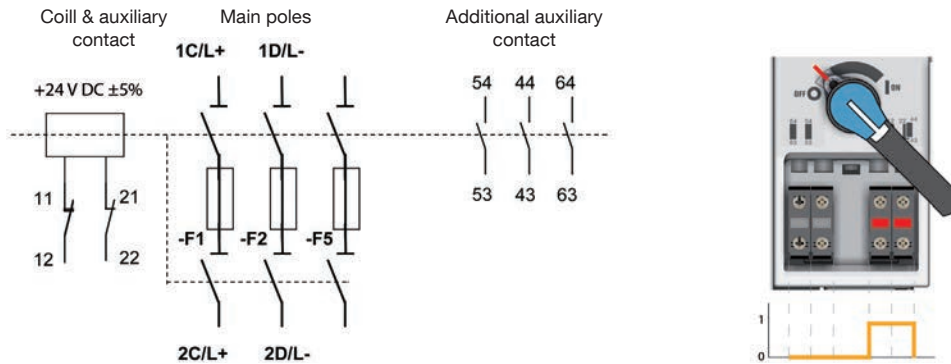 Coill & auxiliary
contact
Main poles
Additional auxiliary
contact
1C/L+
1D/L-
+24 V DC ±5%
54 44 64
11
21
12
22
53 43 63
-F1
-F2
-F5
2C/L+
2D/L-
OFF
ON
1
0